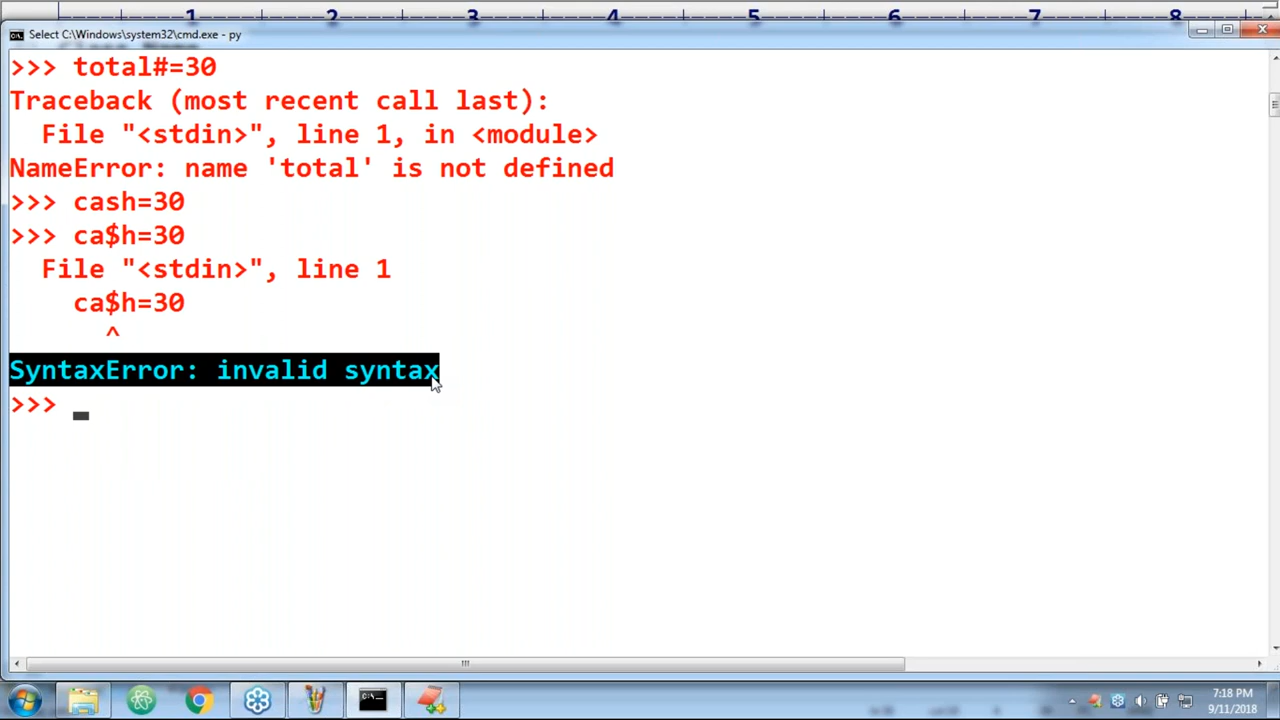 1 2 3 4 5 6 7 8
Select C:\Windows\system32\cmd.exe - py
>>> total#=30
Traceback (most recent call last):
  File "<stdin>", line 1, in <module>
NameError: name 'total' is not defined
>>> cash=30
>>> ca$h=30
  File "<stdin>", line 1
    ca$h=30
      ^
SyntaxError: invalid syntax
>>>
7:18 PM
9/11/2018